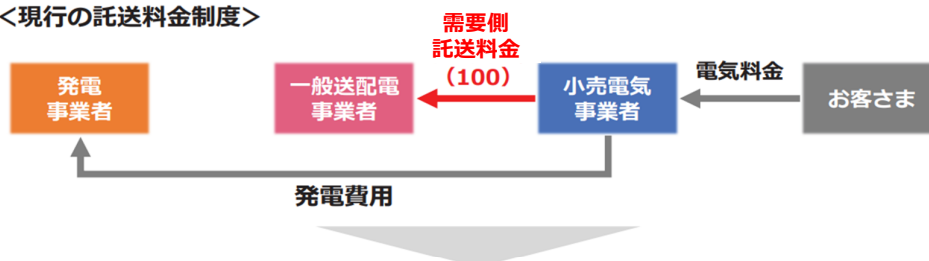 <現行の託送料金制度>
需要側
託送料金
（100）
発電
事業者
一般送配電
事業者
小売電気
事業者
電気料金
お客さま
発電費用